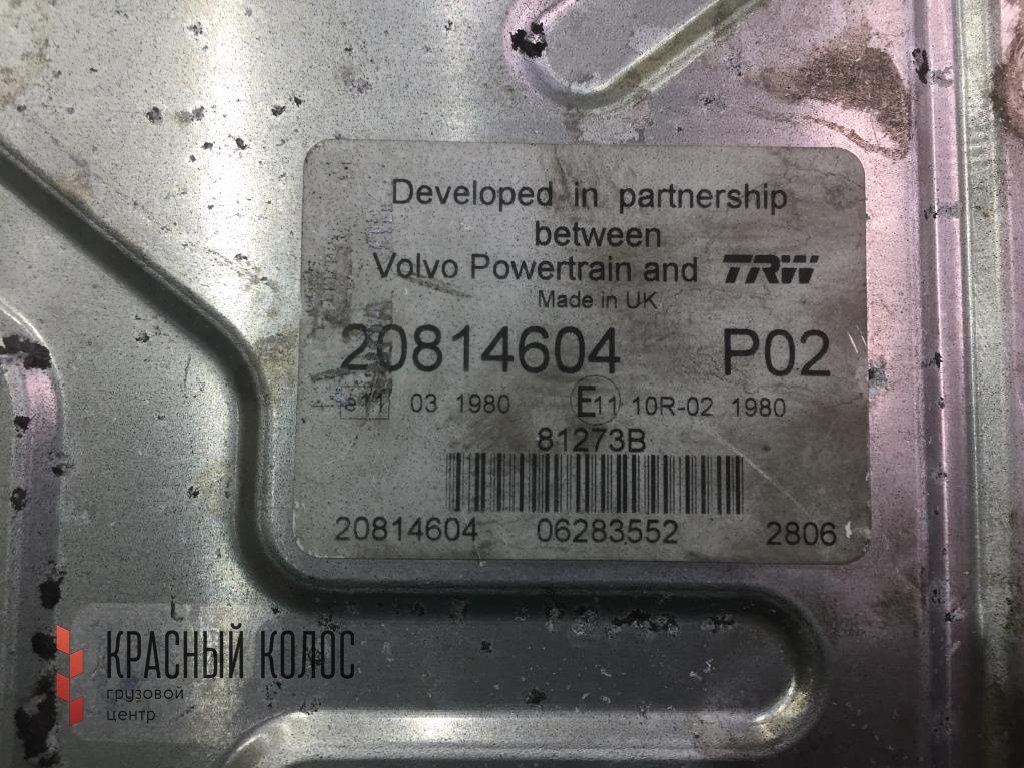 Developed in partnership
between
Volvo Powertrain and TRW
Made in UK
20814604 P02
e11 03 1980 E11 10R-02 1980
81273B
20814604 06283552 2806
КРАСНЫЙ КОЛОС
грузовой
центр